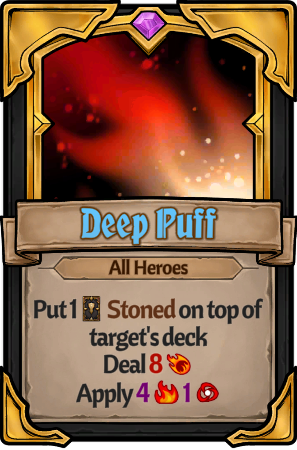 Deep Puff
All Heroes
Put 1 Stoned on top of
target's deck
Deal 8
Apply 4 1